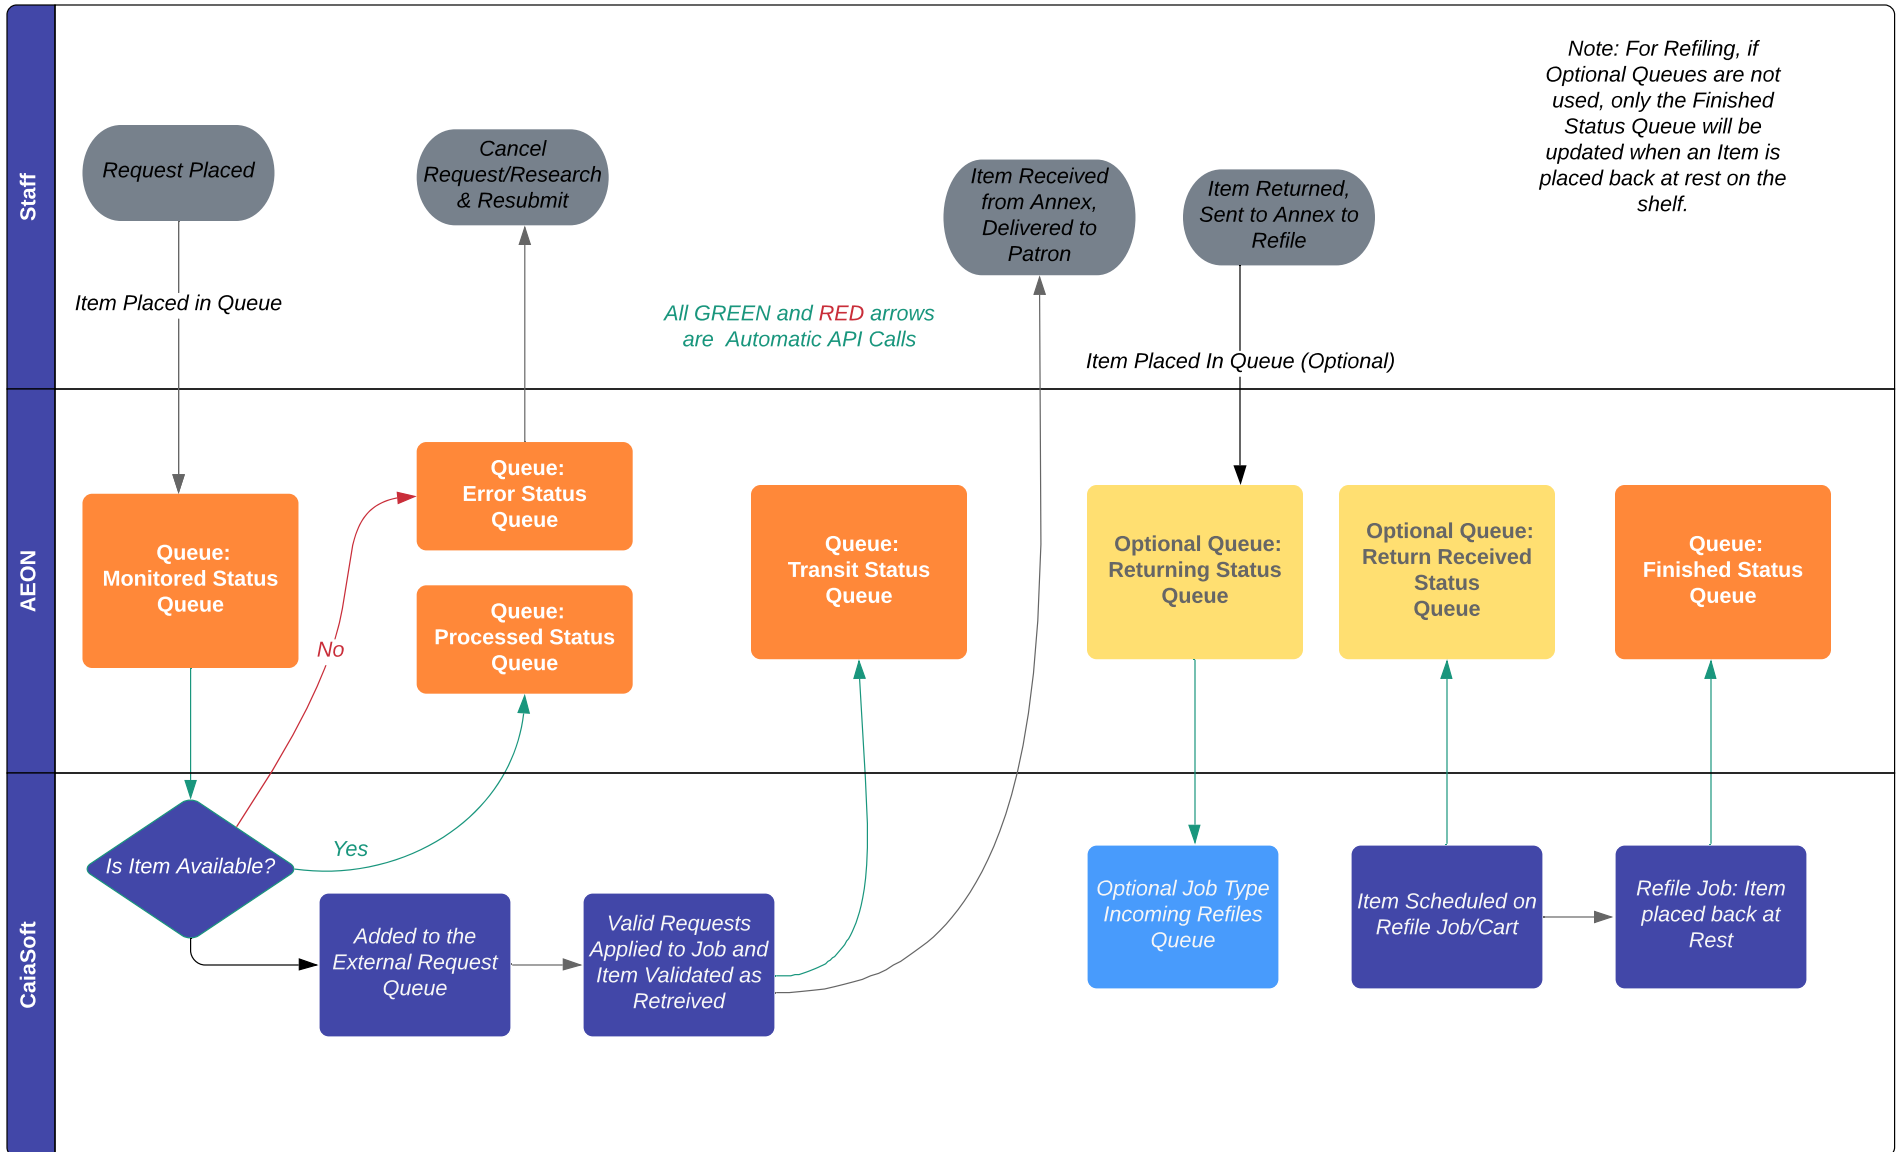 Staff
Note: For Refiling, if
Optional Queues are not
used, only the Finished
Status Queue will be
updated when an Item is
placed back at rest on the
shelf.
Request Placed
Cancel
Request/Research
& Resubmit
Item Received
from Annex,
Delivered to
Patron
Item Returned,
Sent to Annex to
Refile
Item Placed in Queue
All GREEN and RED arrows
are Automatic API Calls
Item Placed In Queue (Optional)
AEON
Queue:
Monitored Status
Queue
Queue:
Error Status
Queue
Queue:
Processed Status
Queue
Queue:
Transit Status
Queue
Optional Queue:
Returning Status
Queue
Optional Queue:
Return Received
Status
Queue
Queue:
Finished Status
Queue
No
Yes
CaiaSoft
Is Item Available?
Added to the
External Request
Queue
Valid Requests
Applied to Job and
Item Validated as
Retreived
Optional Job Type
Incoming Refiles
Queue
Item Scheduled on
Refile Job/Cart
Refile Job: Item
placed back at
Rest